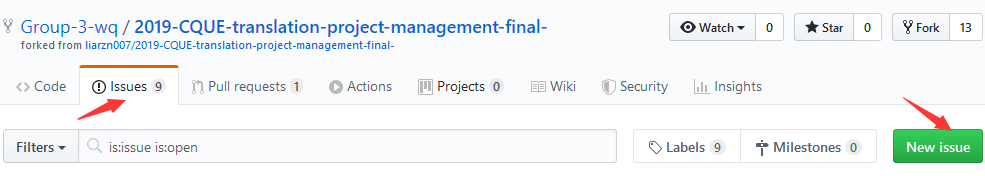 Group-3-wq / 2019-CQUE-translation-project-management-final- Watch 0 Star 0 Fork 13
forked from liarzn007/2019-CQUE-translation-project-management-final-
Code Issues 9 Pull requests 1 Actions Projects 0 Wiki Security Insights
Filters is:issue is:open Labels 9 Milestones 0 New issue